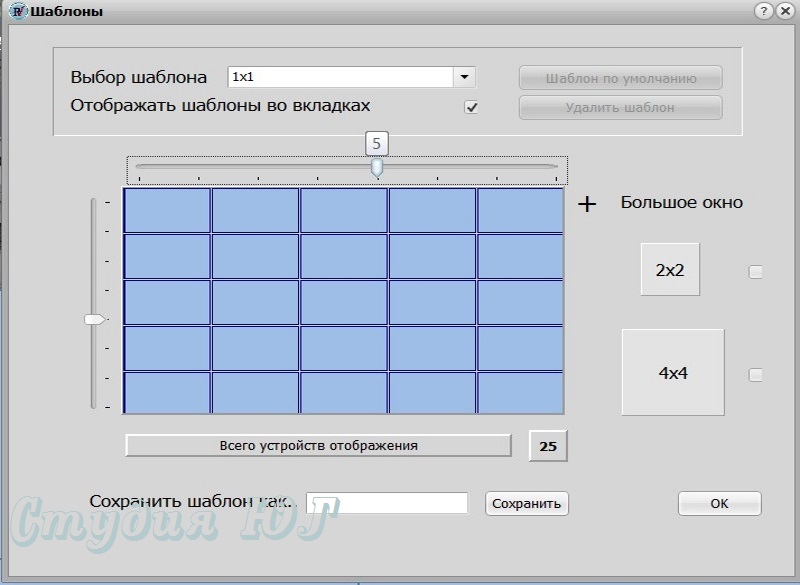 Шаблоны
Выбор шаблона 1x1 Шаблон по умолчанию
Отображать шаблоны во вкладках Удалить шаблон
5
+ Большое окно
2x2
4x4
Всего устройств отображения 25
Сохранить шаблон как.. Сохранить OK
Студия ЮГ